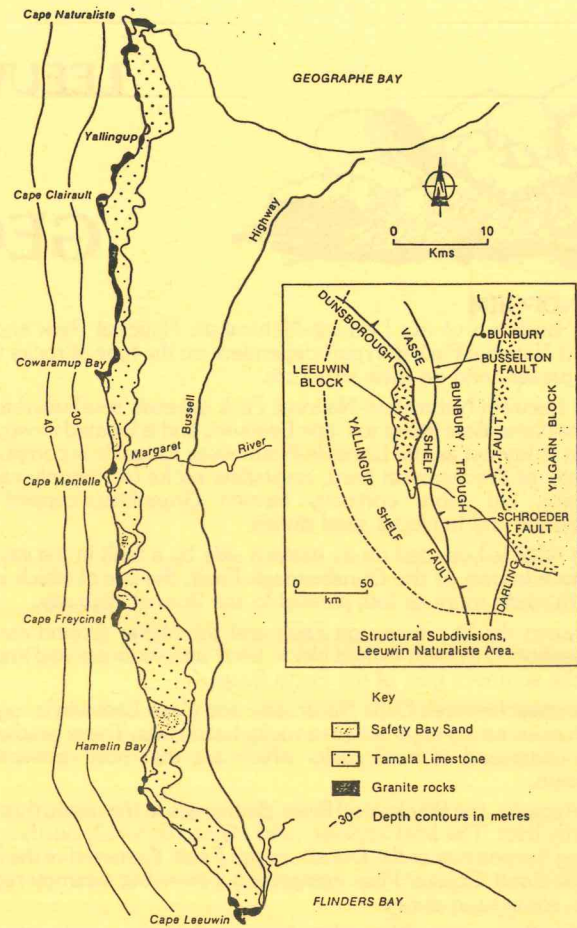 Cape Naturaliste
GEOGRAPHE BAY
Yallingup
Cape Clairault
Highway
0 10
Kms
Cowaramup Bay
40
30
Bussell
Margaret River
Cape Mentelle
Cape Freycinet
Hamelin Bay
Cape Leeuwin
FLINDERS BAY
DUNSBOROUGH
VASSE
BUNBURY
BUSSELTON
FAULT
LEEUWIN
BLOCK
YALLINGUP
SHELF
SHELF
BUNBURY
TROUGH
FAULT
YILGARN BLOCK
SCHROEDER
FAULT
FAULT
DARLING
0 50
km
Structural Subdivisions,
Leeuwin Naturaliste Area.
Key
Safety Bay Sand
Tamala Limestone
Granite rocks
-30- Depth contours in metres